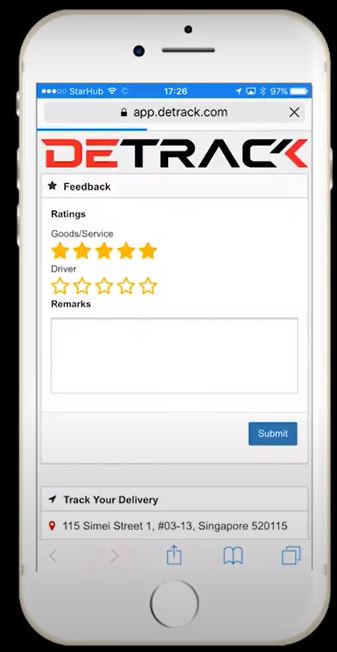 StarHub 17:26 97%
app.detrack.com
DETRACK
Feedback
Ratings
Goods/Service
Driver
Remarks
Submit
Track Your Delivery
115 Simei Street 1, #03-13, Singapore 520115